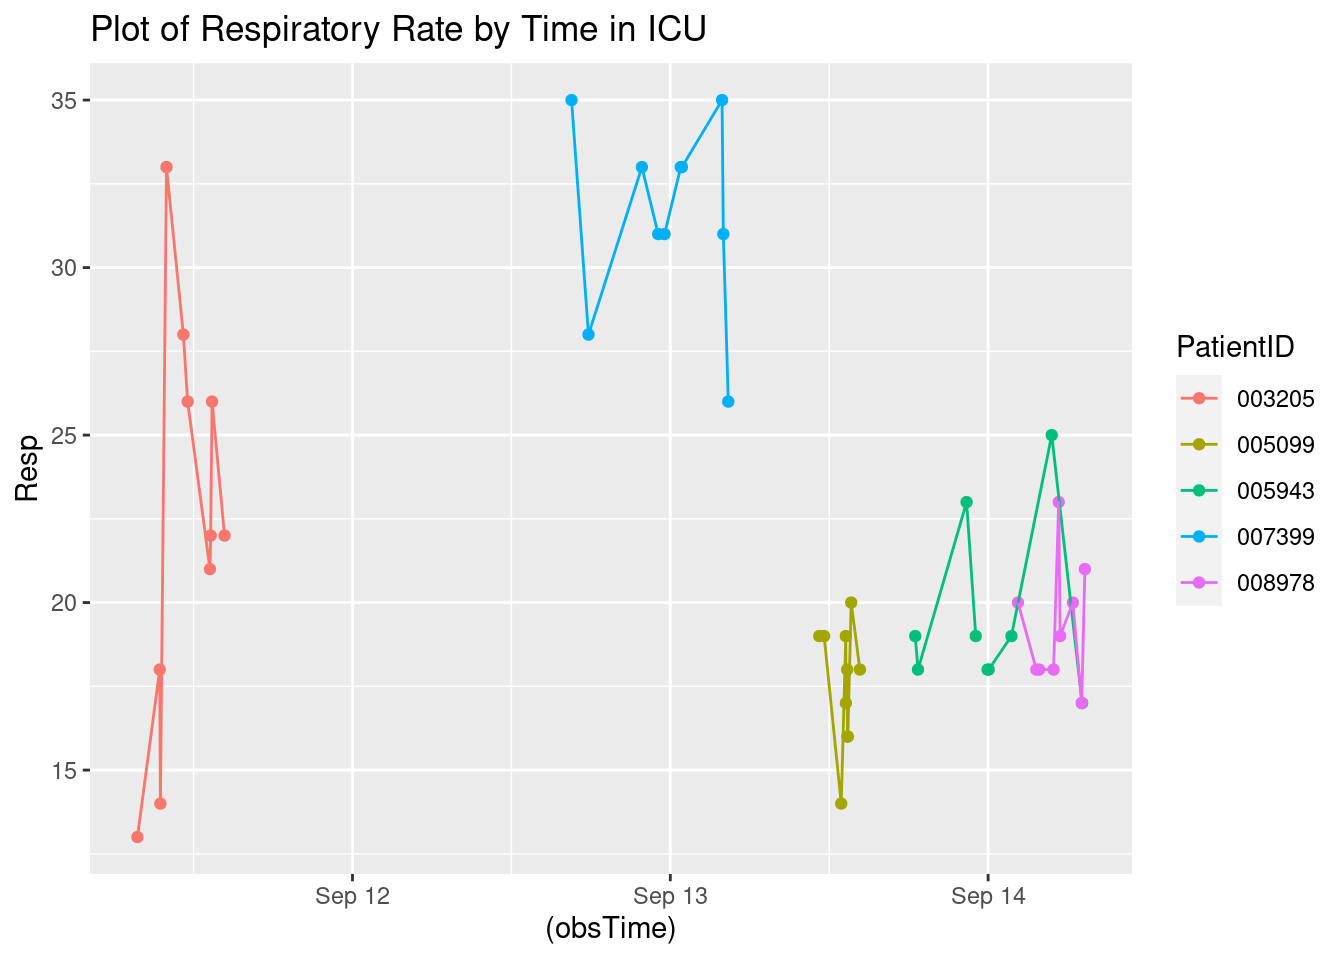 Plot of Respiratory Rate by Time in ICU
35
30
25
20
15
Resp
Sep 12
Sep 13
Sep 14
(obsTime)
PatientID
003205
005099
005943
007399
008978